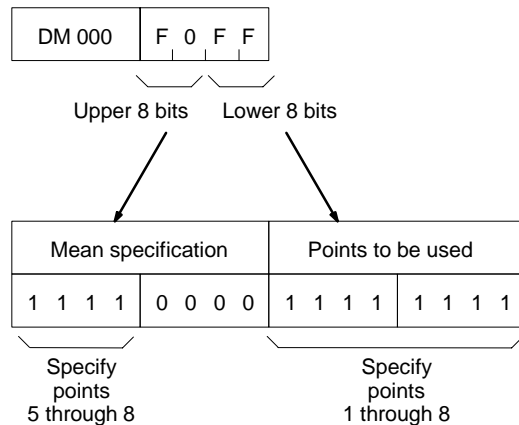 DM 000 F 0 F F
Upper 8 bits Lower 8 bits
Mean specification Points to be used
1 1 1 1 0 0 0 0 1 1 1 1 1 1 1 1
Specify Specify
points points
5 through 8 1 through 8